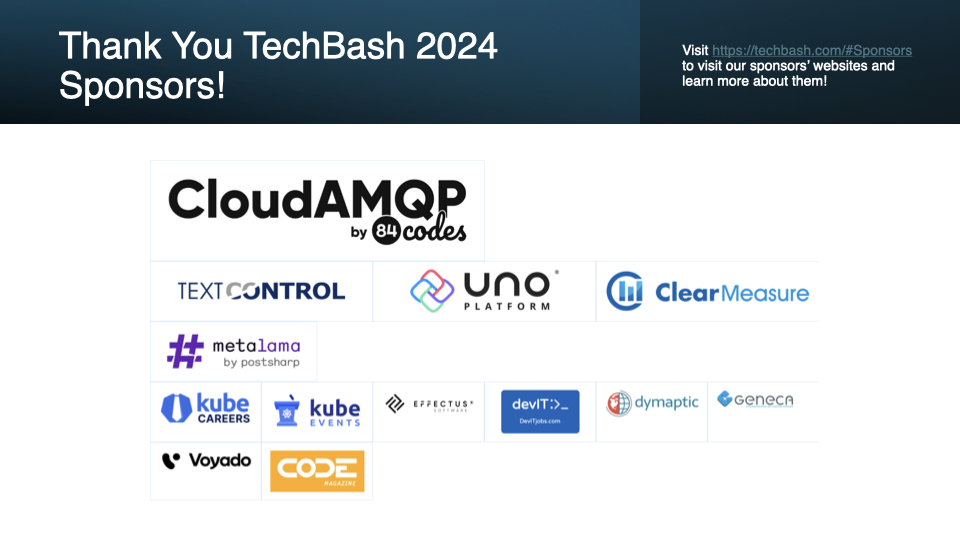 Thank You TechBash 2024
Sponsors!
Visit https://techbash.com/#Sponsors
to visit our sponsors’ websites and
learn more about them!
CloudAMQP
by 84codes
TEXTCONTROL
UNO
PLATFORM
ClearMeasure
metalama
by postsharp
kube
CAREERS
kube
EVENTS
EFFECTUS
SOFTWARE
devIT:>_
DevITjobs.com
dymaptic
GENECA
Voyado
CODE
MAGAZINE